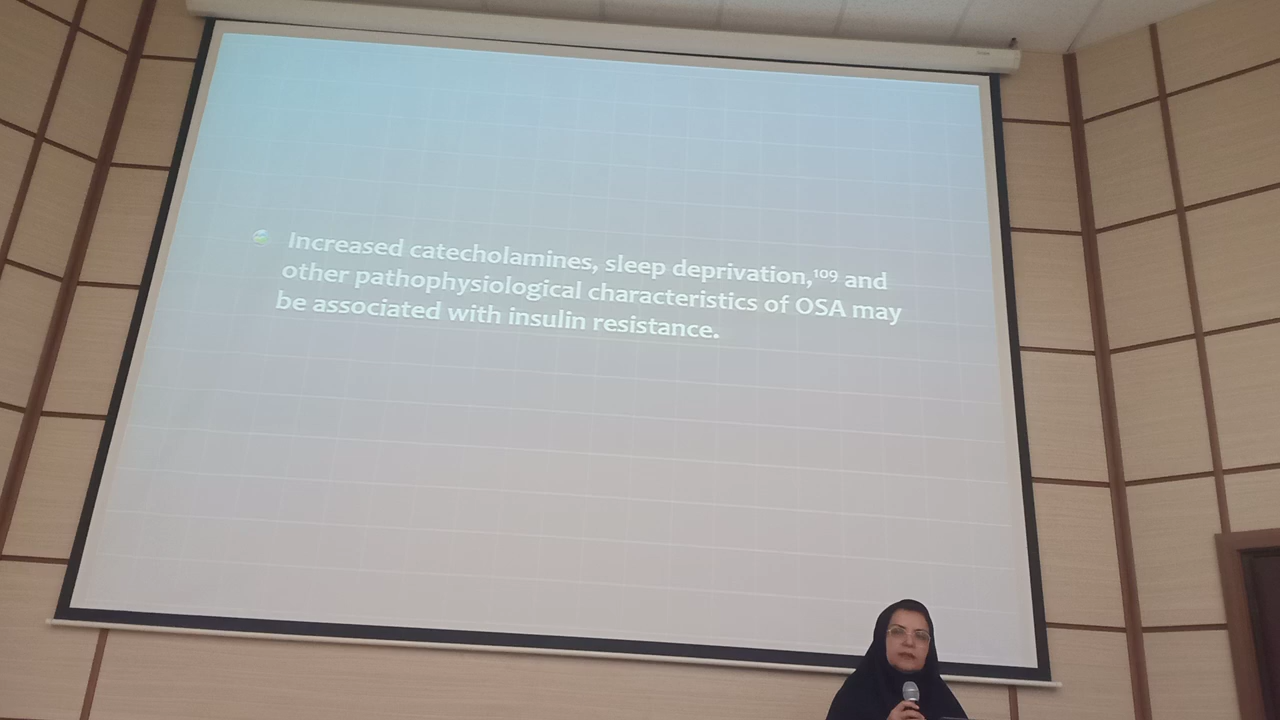 Increased catecholamines, sleep deprivation,¹⁰⁹ and
other pathophysiological characteristics of OSA may
be associated with insulin resistance.